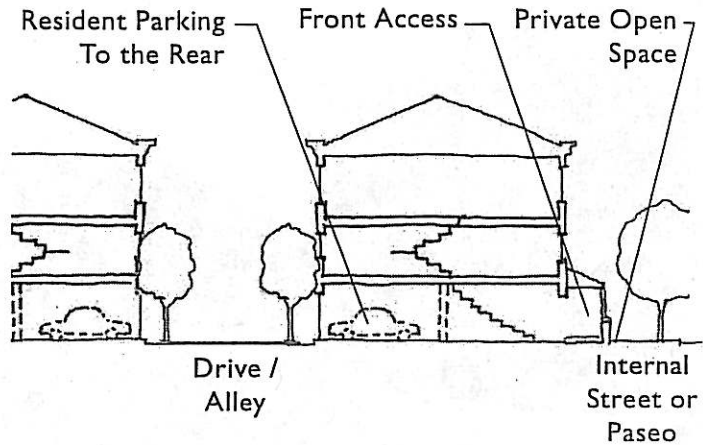 Resident Parking
To the Rear
Front Access
Private Open
Space
Drive /
Alley
Internal
Street or
Paseo